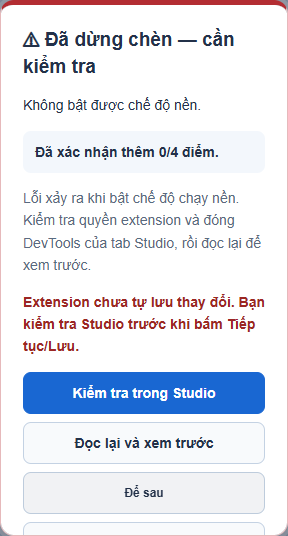 ⚠ Đã dừng chèn — cần
kiểm tra
Không bật được chế độ nền.
Đã xác nhận thêm 0/4 điểm.
Lỗi xảy ra khi bật chế độ chạy nền.
Kiểm tra quyền extension và đóng
DevTools của tab Studio, rồi đọc lại để
xem trước.
Extension chưa tự lưu thay đổi. Bạn
kiểm tra Studio trước khi bấm Tiếp
tục/Lưu.
Kiểm tra trong Studio
Đọc lại và xem trước
Để sau